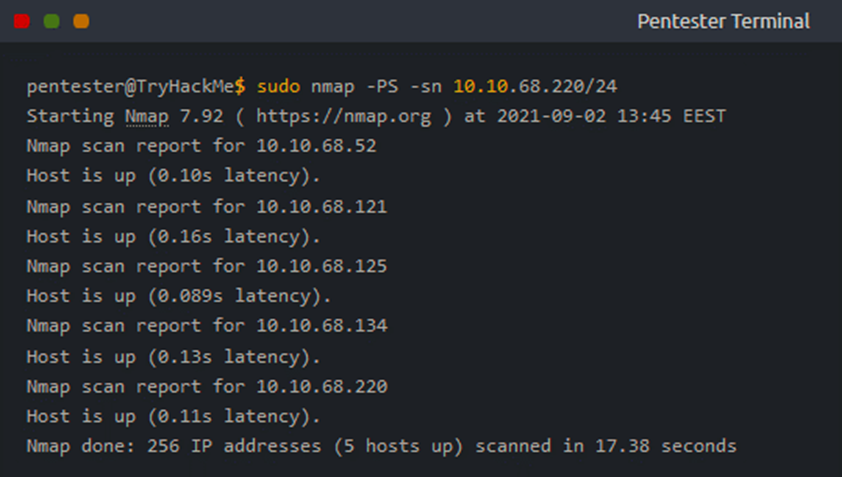 Pentester Terminal
pentester@TryHackMe$ sudo nmap -PS -sn 10.10.68.220/24
Starting Nmap 7.92 ( https://nmap.org ) at 2021-09-02 13:45 EEST
Nmap scan report for 10.10.68.52
Host is up (0.10s latency).
Nmap scan report for 10.10.68.121
Host is up (0.16s latency).
Nmap scan report for 10.10.68.125
Host is up (0.089s latency).
Nmap scan report for 10.10.68.134
Host is up (0.13s latency).
Nmap scan report for 10.10.68.220
Host is up (0.11s latency).
Nmap done: 256 IP addresses (5 hosts up) scanned in 17.38 seconds